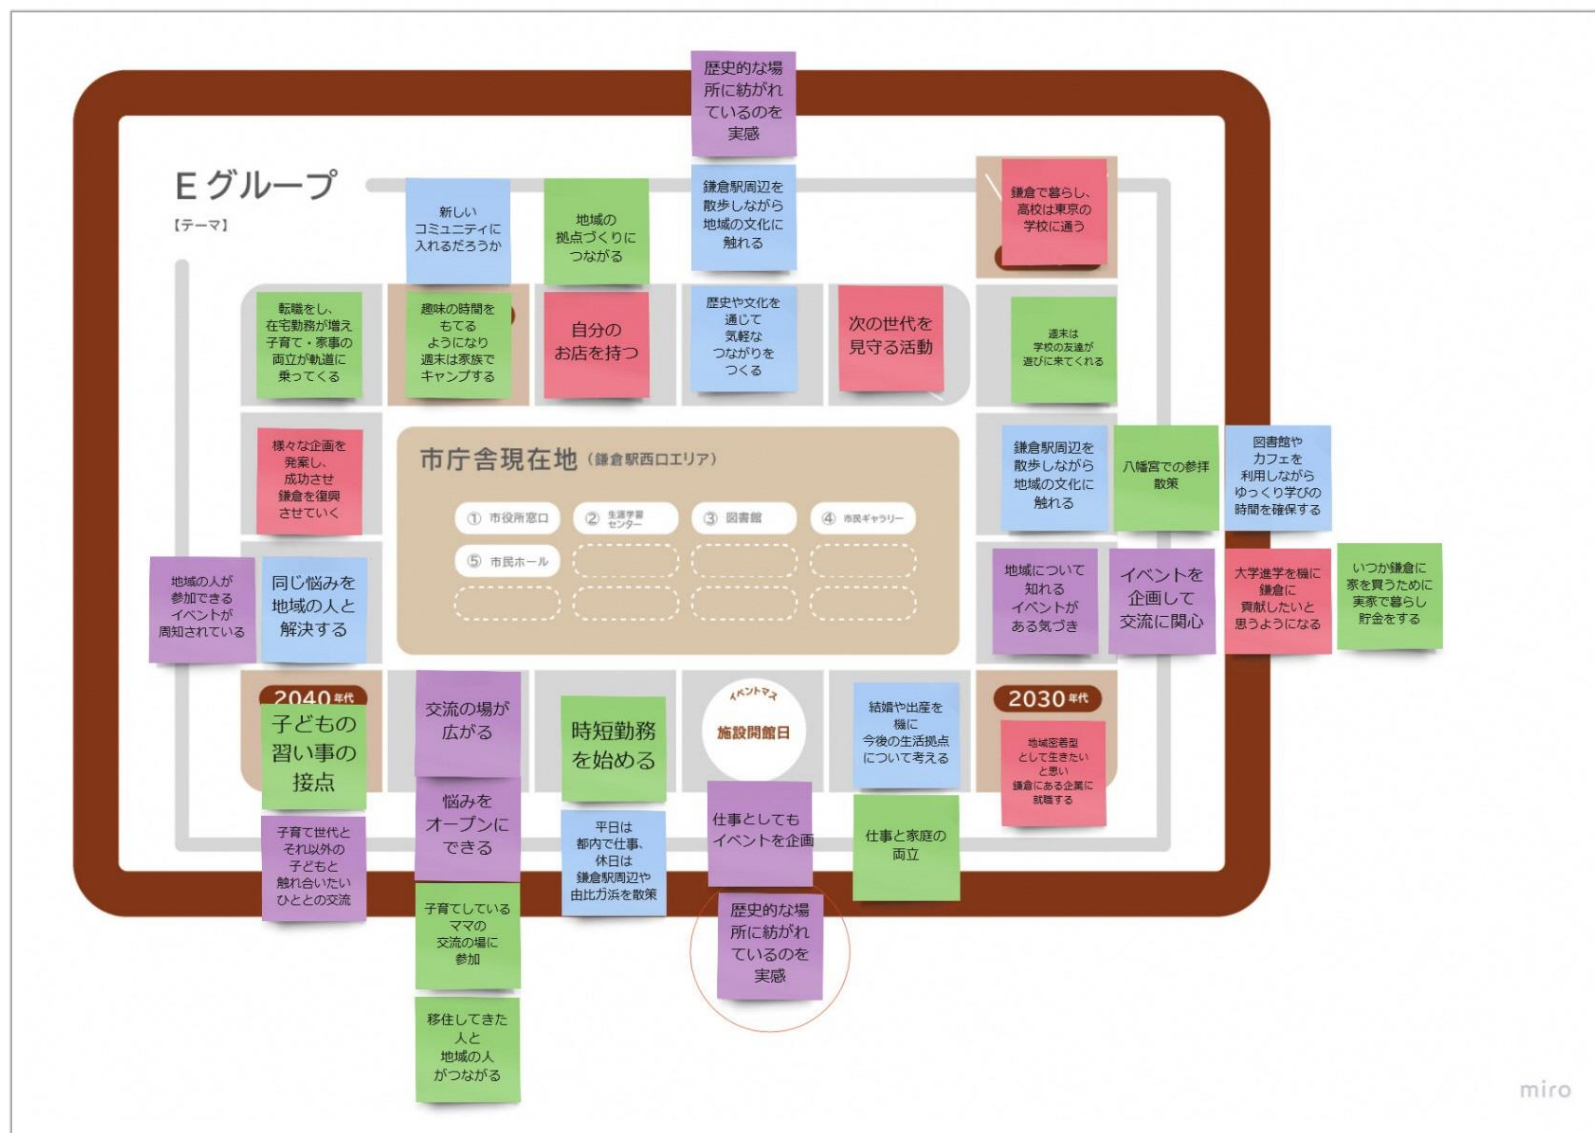 歴史的な場
所に紡がれ
ているのを
実感
Eグループ
【テーマ】
新しい
コミュニティに
入れるだろうか
地域の
拠点づくりに
つながる
鎌倉駅周辺を
散歩しながら
地域の文化に
触れる
鎌倉で暮らし、
高校は東京の
学校に通う
転職をし、
在宅勤務が増え
子育て・家事の
両立が軌道に
乗ってくる
趣味の時間を
もてる
ようになり
週末は家族で
キャンプする
自分の
お店を持つ
歴史や文化を
通じて
気軽な
つながりを
つくる
次の世代を
見守る活動
週末は
学校の友達が
遊びに来てくれる
様々な企画を
発案し、
成功させ
鎌倉を復興
させていく
市庁舎現在地（鎌倉駅西口エリア）
① 市役所窓口
② 生涯学習
センター
③ 図書館
④ 市民ギャラリー
⑤ 市民ホール
鎌倉駅周辺を
散歩しながら
地域の文化に
触れる
八幡宮での参拝
散策
図書館や
カフェを
利用しながら
ゆっくり学びの
時間を確保する
地域の人が
参加できる
イベントが
周知されている
同じ悩みを
地域の人と
解決する
地域について
知れる
イベントが
ある気づき
イベントを
企画して
交流に関心
大学進学を機に
鎌倉に
貢献したいと
思うようになる
いつか鎌倉に
家を買うために
実家で暮らし
貯金をする
2040年代
子どもの
習い事の
接点
交流の場が
広がる
時短勤務
を始める
イベントマス
施設開館日
結婚や出産を
機に
今後の生活拠点
について考える
2030年代
地域密着型
として生きたい
と思い
鎌倉にある企業に
就職する
子育て世代と
それ以外の
子どもと
触れ合いたい
ひととの交流
悩みを
オープンに
できる
平日は
都内で仕事、
休日は
鎌倉駅周辺や
由比ガ浜を散策
仕事としても
イベントを企画
仕事と家庭の
両立
子育てしている
ママの
交流の場に
参加
歴史的な場
所に紡がれ
ているのを
実感
移住してきた
人と
地域の人
がつながる
miro